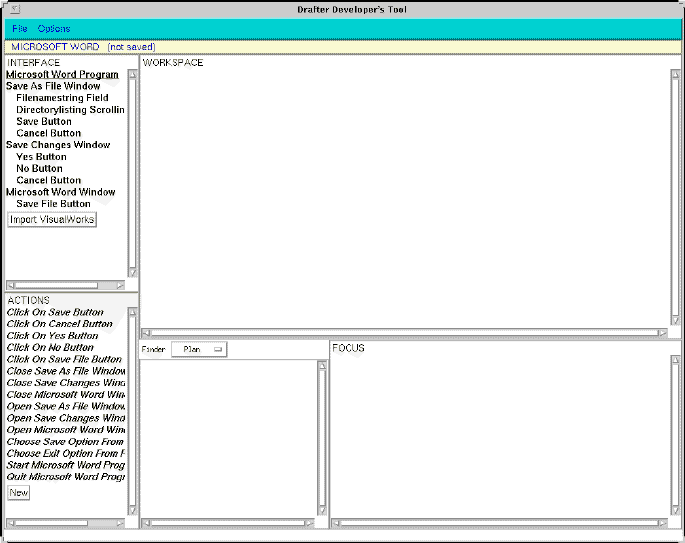 Drafter Developer's Tool
File Options
MICROSOFT WORD (not saved)
INTERFACE
Microsoft Word Program
Save As File Window
Filenamestring Field
Directorylisting Scrollin
Save Button
Cancel Button
Save Changes Window
Yes Button
No Button
Cancel Button
Microsoft Word Window
Save File Button
Import VisualWorks
WORKSPACE
ACTIONS
Click On Save Button
Click On Cancel Button
Click On Yes Button
Click On No Button
Click On Save File Button
Close Save As File Window
Close Save Changes Wind
Close Microsoft Word Win
Open Save As File Window
Open Save Changes Wind
Open Microsoft Word Win
Choose Save Option From
Choose Exit Option From F
Start Microsoft Word Prog
Quit Microsoft Word Progr
New
Finder Plan
FOCUS